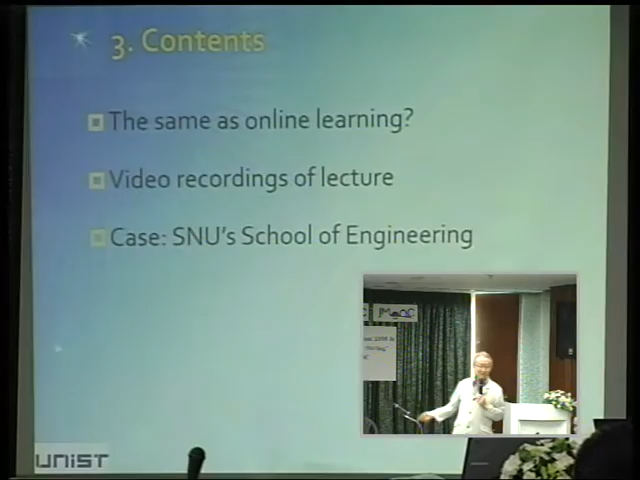 3. Contents
The same as online learning?
Video recordings of lecture
Case: SNU's School of Engineering
UNIST